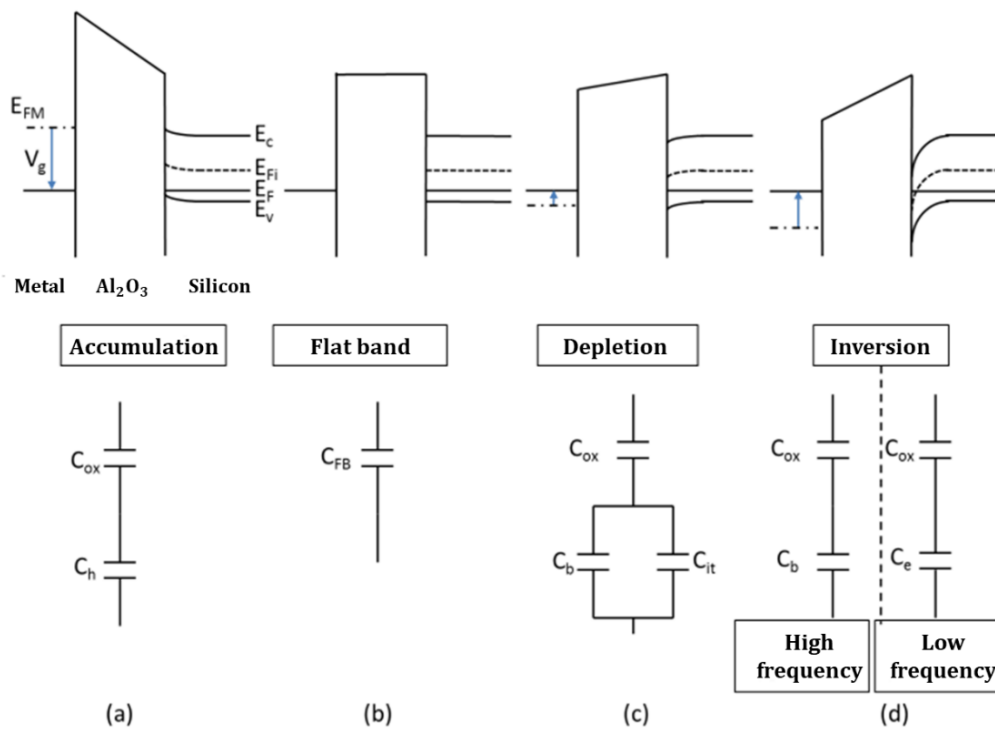 E_FM
V_g
E_c
E_Fi
E_F
E_v
Metal Al₂O₃ Silicon
Accumulation Flat band Depletion Inversion
C_ox C_FB C_ox C_ox C_ox
C_h C_b C_it C_b C_e
High frequency
Low frequency
(a) (b) (c) (d)